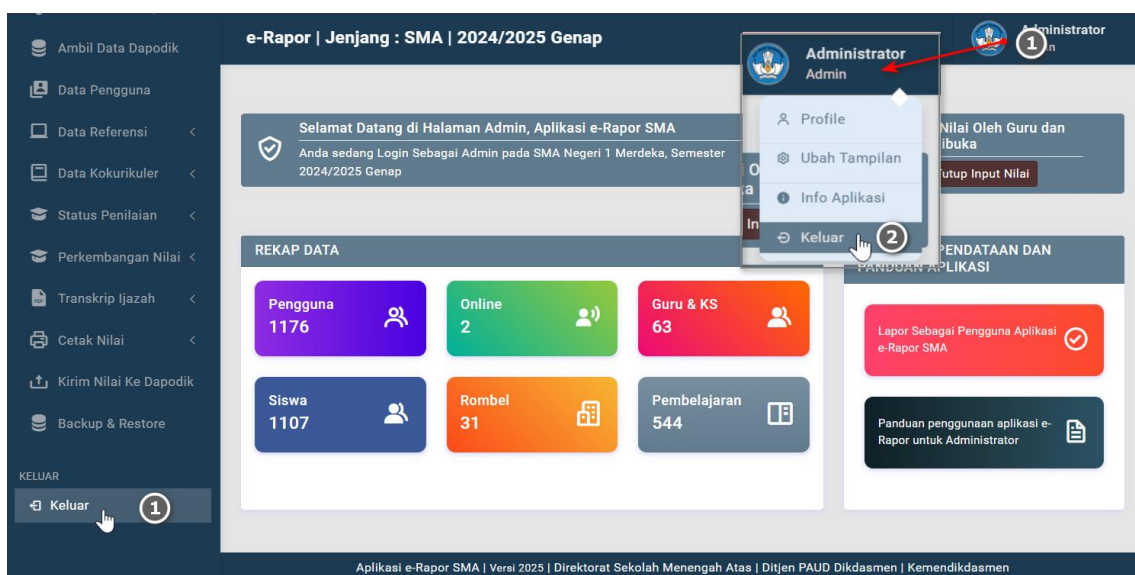 Ambil Data Dapodik
Data Pengguna
Data Referensi
Data Kokurikuler
Status Penilaian
Perkembangan Nilai
Transkrip Ijazah
Cetak Nilai
Kirim Nilai Ke Dapodik
Backup & Restore
KELUAR
Keluar
1
e-Rapor | Jenjang : SMA | 2024/2025 Genap
Administrator
1
Administrator
Admin
Profile
Ubah Tampilan
Info Aplikasi
Keluar
2
Selamat Datang di Halaman Admin, Aplikasi e-Rapor SMA
Anda sedang Login Sebagai Admin pada SMA Negeri 1 Merdeka, Semester
2024/2025 Genap
Nilai Oleh Guru dan
Input Nilai
REKAP DATA
Pengguna
1176
Online
2
Guru & KS
63
Siswa
1107
Rombel
31
Pembelajaran
544
PENDATAAN DAN
PANDUAN APLIKASI
Lapor Sebagai Pengguna Aplikasi
e-Rapor SMA
Panduan penggunaan aplikasi e-
Rapor untuk Administrator
Aplikasi e-Rapor SMA | Versi 2025 | Direktorat Sekolah Menengah Atas | Ditjen PAUD Dikdasmen | Kemendikdasmen